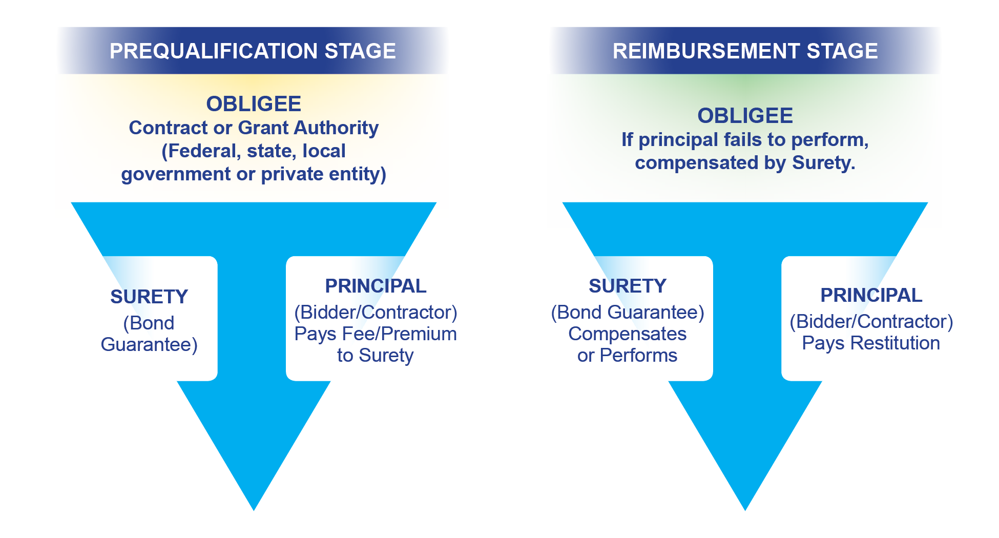 PREQUALIFICATION STAGE
OBLIGEE
Contract or Grant Authority
(Federal, state, local
government or private entity)
SURETY
(Bond
Guarantee)
PRINCIPAL
(Bidder/Contractor)
Pays Fee/Premium
to Surety
REIMBURSEMENT STAGE
OBLIGEE
If principal fails to perform,
compensated by Surety.
SURETY
(Bond Guarantee)
Compensates
or Performs
PRINCIPAL
(Bidder/Contractor)
Pays Restitution